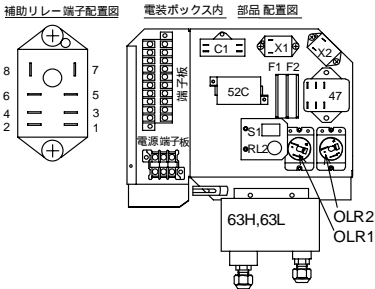 補助リレー端子配置図
電装ボックス内 部品配置図
8 7
6 5
4 3
2 1
端子板
電源端子板
C1
X1
X2
F1 F2
52C
47
S1
RL2
63H,63L
OLR2
OLR1